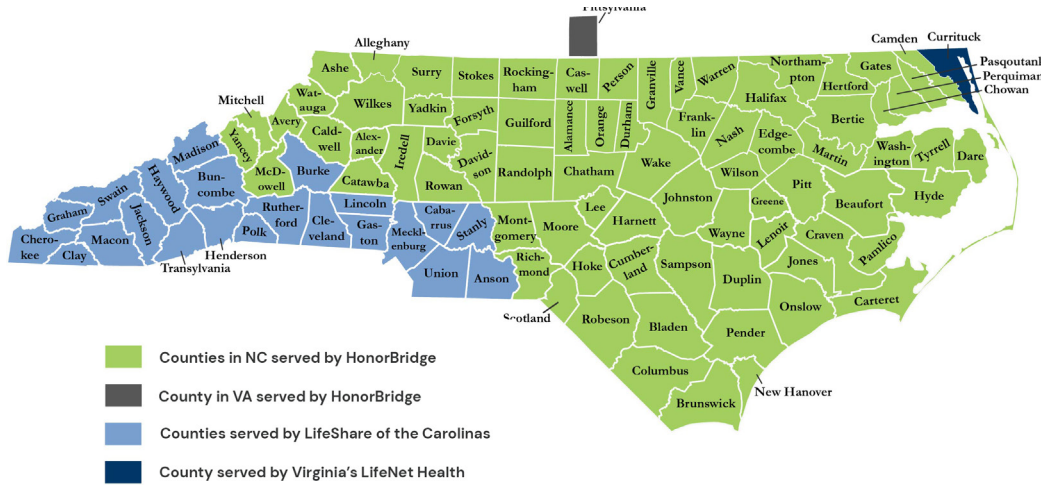 Pittsylvania
Alleghany
Camden
Currituck
Ashe
Surry
Stokes
Rocking-
ham
Cas-
well
Person
Granville
Vance
Warren
Northam-
pton
Gates
Hertford
Pasquotank
Perquiman
Chowan
Mitchell
Wat-
auga
Wilkes
Yadkin
Forsyth
Guilford
Alamance
Orange
Durham
Frank-
lin
Halifax
Bertie
Avery
Cald-
well
Alex-
ander
Iredell
Davie
David-
son
Nash
Edge-
combe
Martin
Wash-
ington
Tyrrell
Dare
Yancey
Madison
Burke
McD-
owell
Catawba
Rowan
Randolph
Chatham
Wake
Wilson
Pitt
Beaufort
Hyde
Bun-
combe
Haywood
Swain
Graham
Jackson
Ruther-
ford
Lincoln
Cle-
veland
Gas-
ton
Polk
Caba-
rrus
Stanly
Meckl-
enburg
Mont-
gomery
Moore
Lee
Harnett
Johnston
Greene
Wayne
Lenoir
Craven
Pamlico
Chero-
kee
Clay
Macon
Henderson
Transylvania
Union
Anson
Rich-
mond
Hoke
Cumber-
land
Sampson
Duplin
Jones
Onslow
Carteret
Scotland
Robeson
Bladen
Pender
Columbus
New Hanover
Brunswick
Counties in NC served by HonorBridge
County in VA served by HonorBridge
Counties served by LifeShare of the Carolinas
County served by Virginia's LifeNet Health